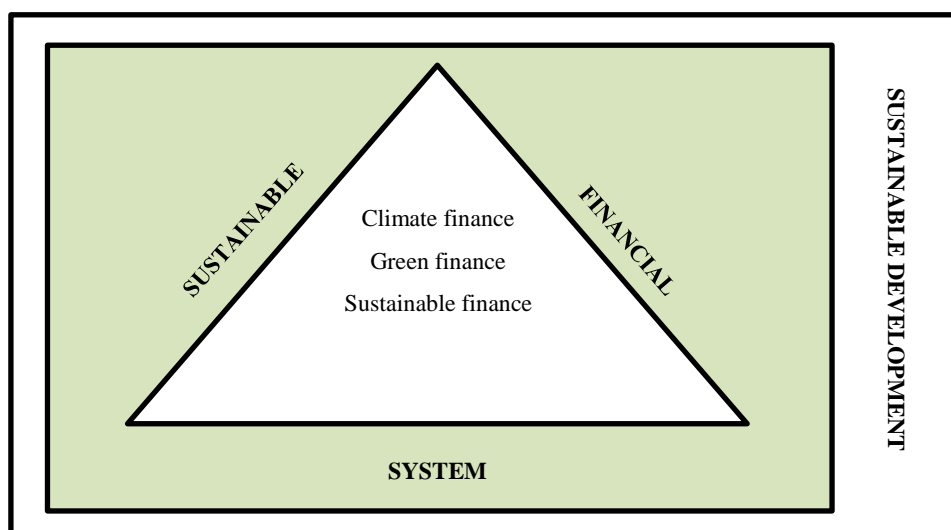 SUSTAINABLE
FINANCIAL
Climate finance
Green finance
Sustainable finance
SYSTEM
SUSTAINABLE DEVELOPMENT